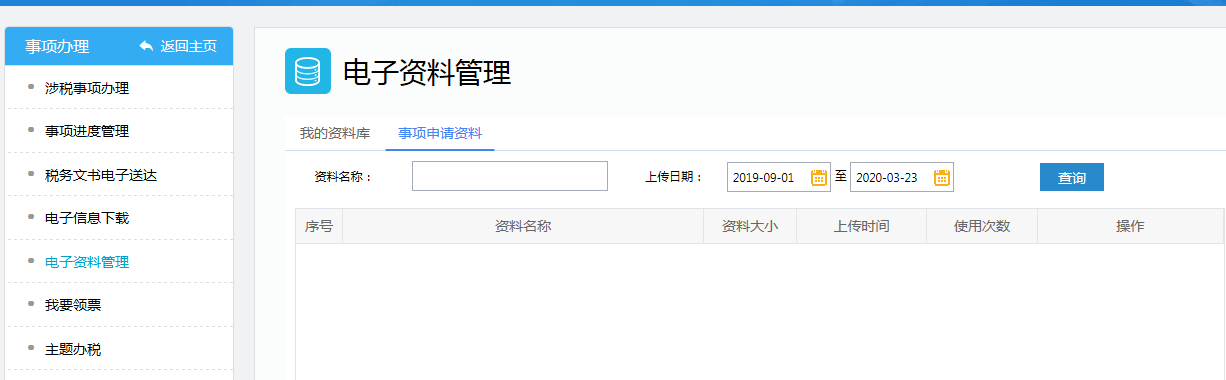 事项办理 返回主页
涉税事项办理
事项进度管理
税务文书电子送达
电子信息下载
电子资料管理
我要领票
主题办税
电子资料管理
我的资料库 事项申请资料
资料名称： 上传日期： 2019-09-01 至 2020-03-23 查询
序号 资料名称 资料大小 上传时间 使用次数 操作